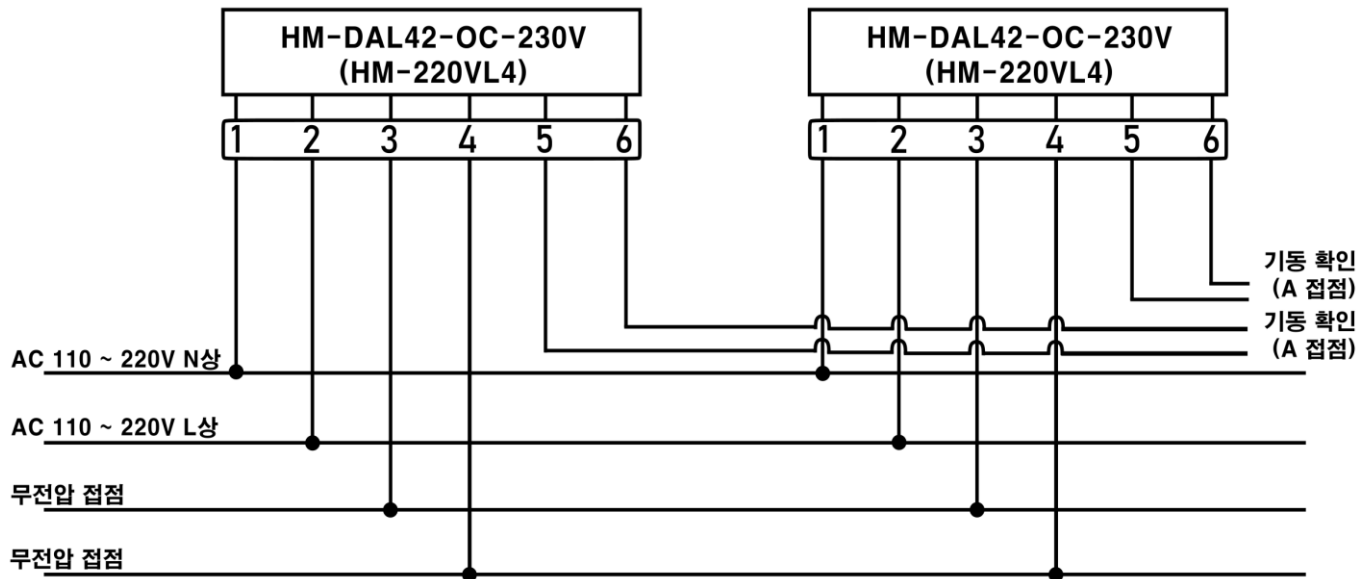 HM-DAL42-OC-230V
(HM-220VL4)
HM-DAL42-OC-230V
(HM-220VL4)
1 2 3 4 5 6
1 2 3 4 5 6
기동 확인
(A 접점)
기동 확인
(A 접점)
AC 110 ~ 220V N상
AC 110 ~ 220V L상
무전압 접점
무전압 접점